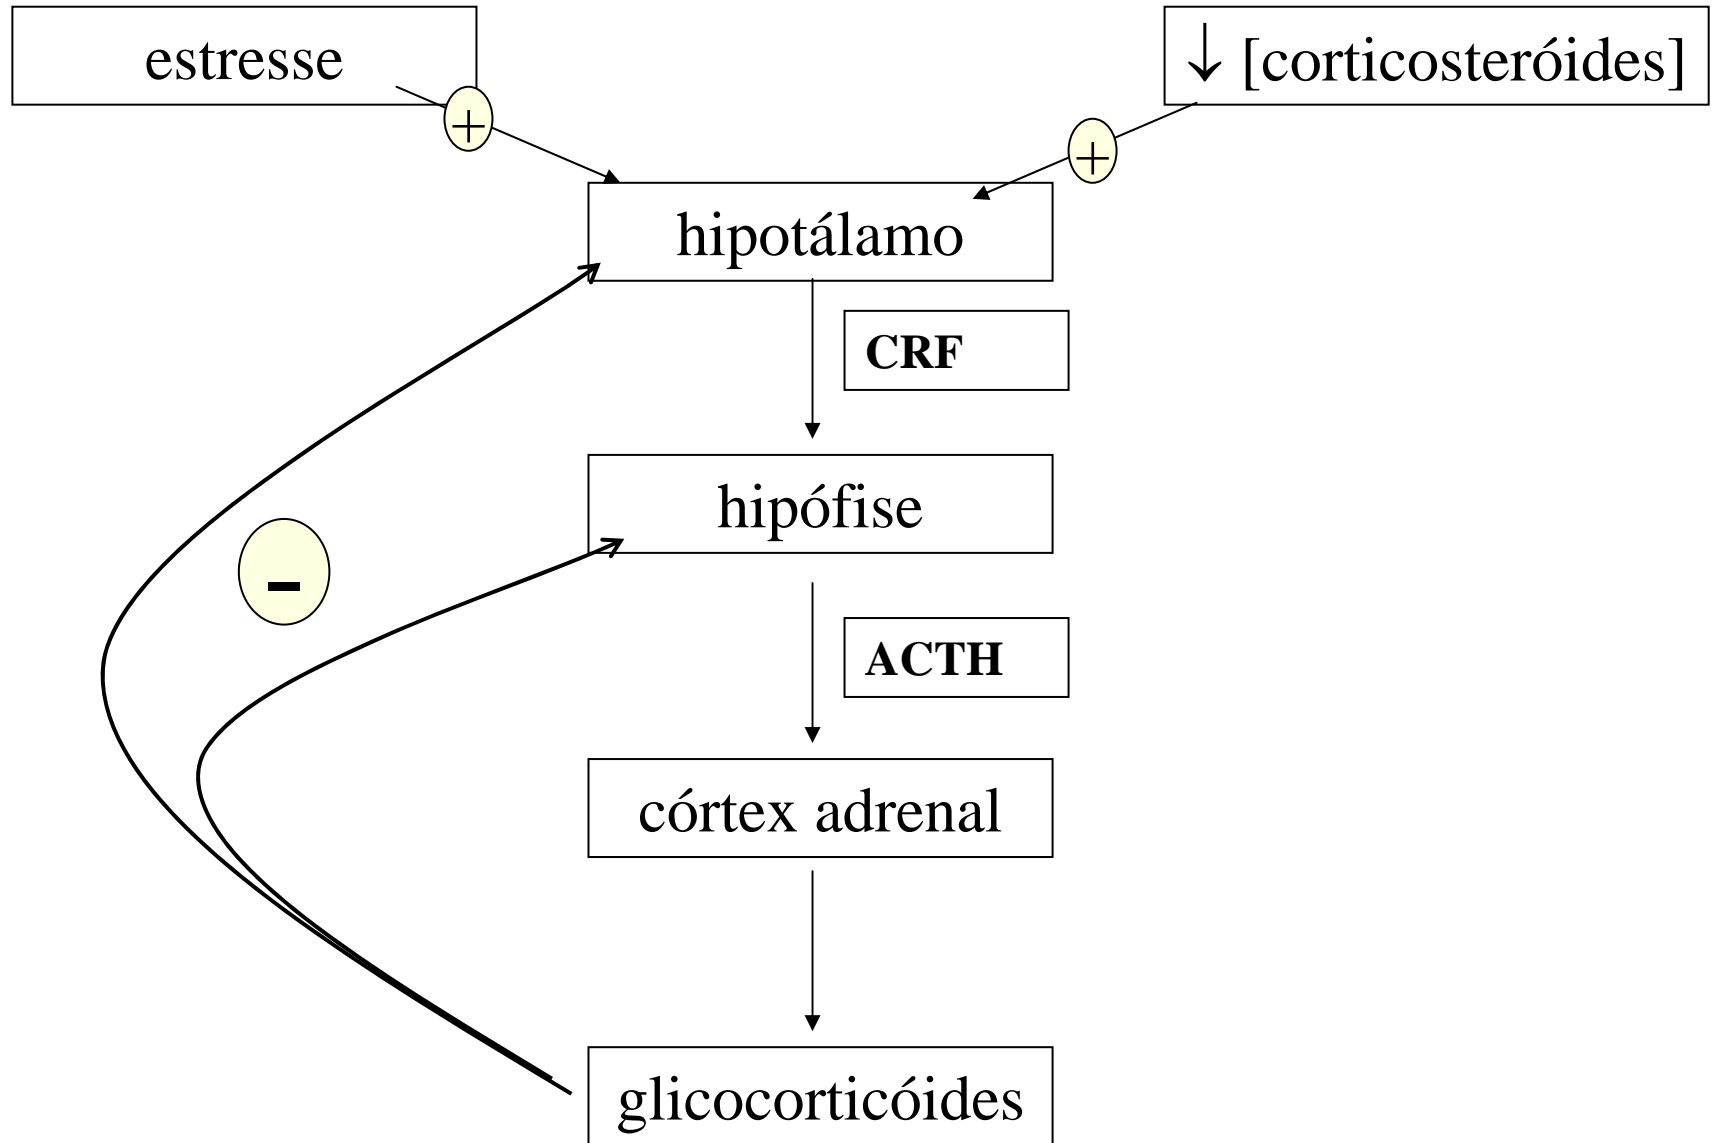 estresse
↓ [corticosteróides]
+
+
hipotálamo
CRF
hipófise
-
ACTH
córtex adrenal
glicocorticóides